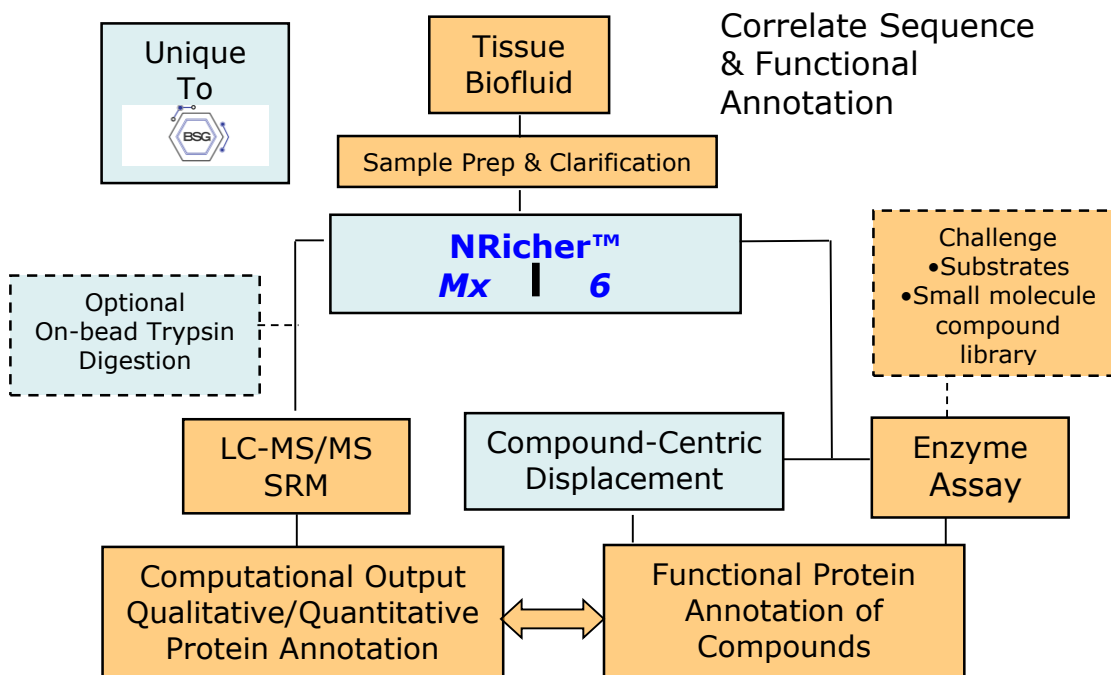 Unique
To
BSG
Tissue
Biofluid
Correlate Sequence
& Functional
Annotation
Sample Prep & Clarification
NRicher™
Mx 6
Challenge
•Substrates
•Small molecule
compound
library
Optional
On-bead Trypsin
Digestion
LC-MS/MS
SRM
Compound-Centric
Displacement
Enzyme
Assay
Computational Output
Qualitative/Quantitative
Protein Annotation
Functional Protein
Annotation of
Compounds